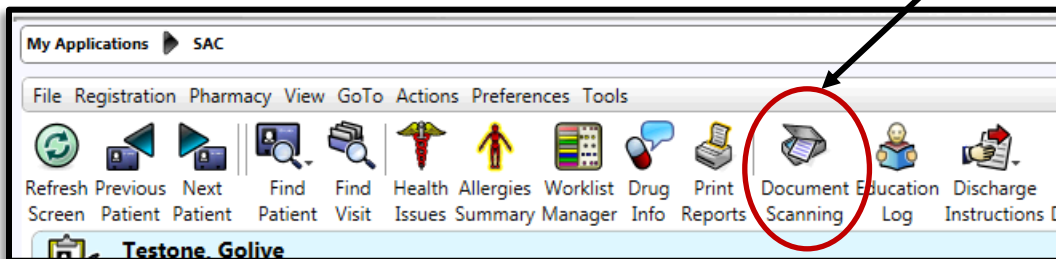 My Applications SAC
File Registration Pharmacy View GoTo Actions Preferences Tools
Refresh Previous Next Find Find Health Allergies Worklist Drug Print Document Education Discharge
Screen Patient Patient Patient Visit Issues Summary Manager Info Reports Scanning Log Instructions
Testone, Golive